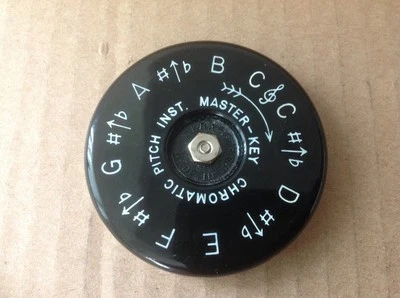 C C #↑♭ D #↑♭ E F #↑♭ G #↑♭ A #↑♭ B
MASTER-KEY
CHROMATIC PITCH INST.